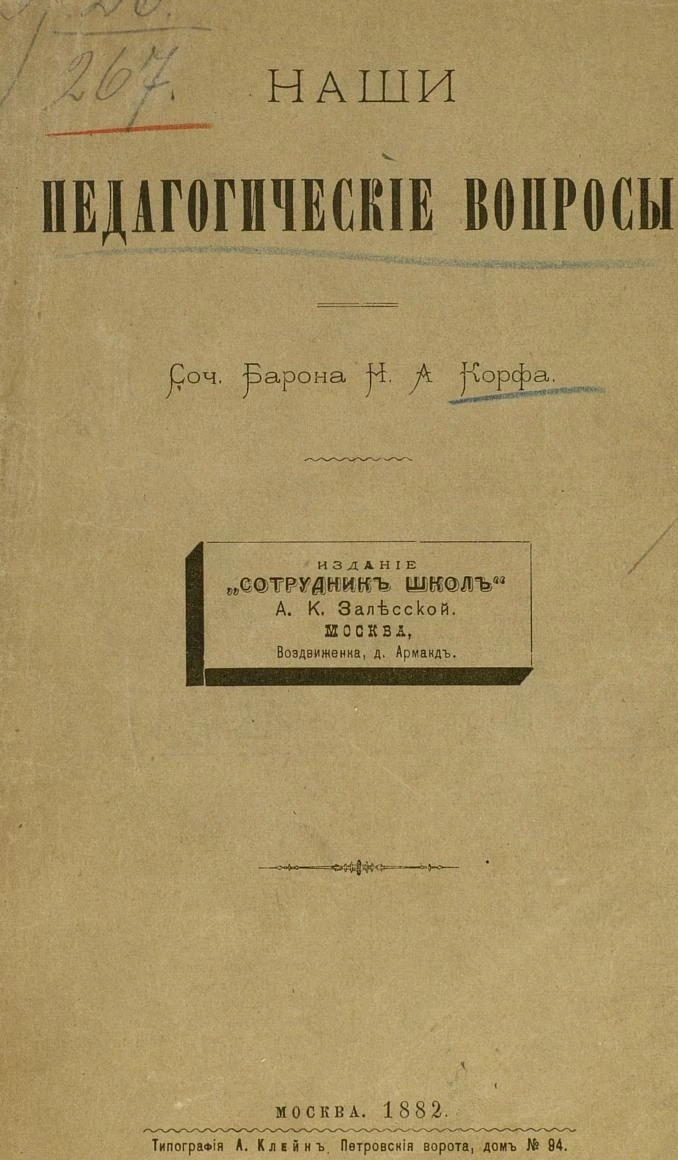 267.
НАШИ
ПЕДАГОГИЧЕСКІЕ ВОПРОСЫ
Соч. Барона Н. А Корфа.
ИЗДАНІЕ
„СОТРУДНИКЪ ШКОЛЪ“
А. К. Залѣсской.
МОСКВА,
Воздвиженка, д. Армандъ.
МОСКВА. 1882.
Типографія А. Клейнъ, Петровскія ворота, домъ № 94.